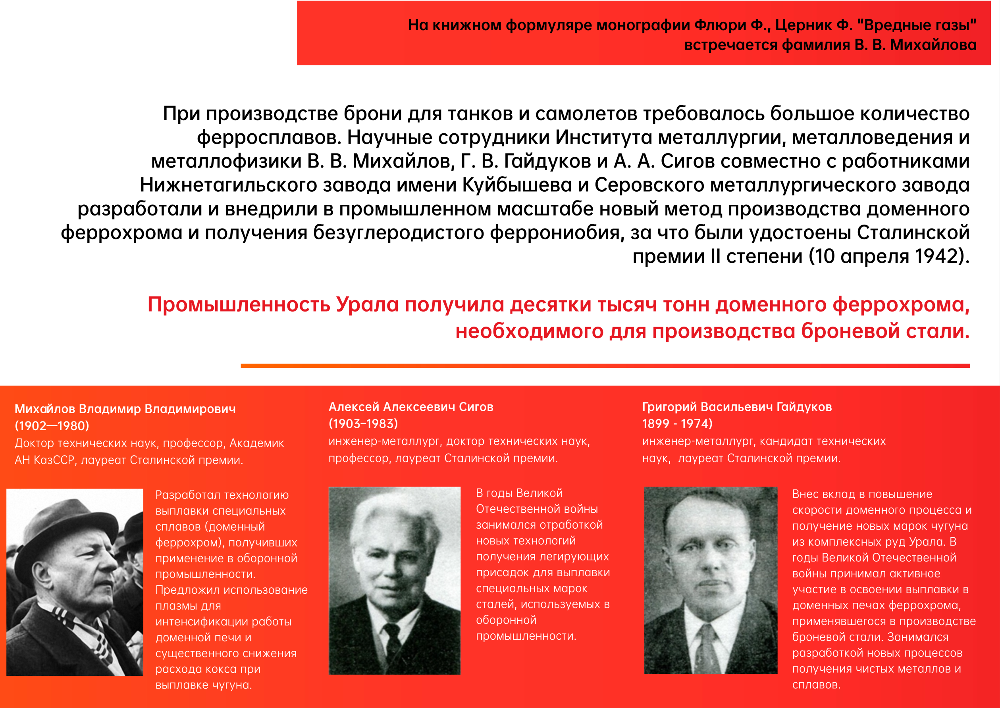 На книжном формуляре монографии Флюри Ф., Церник Ф. "Вредные газы"
встречается фамилия В. В. Михайлова
При производстве брони для танков и самолетов требовалось большое количество
ферросплавов. Научные сотрудники Института металлургии, металловедения и
металлофизики В. В. Михайлов, Г. В. Гайдуков и А. А. Сигов совместно с работниками
Нижнетагильского завода имени Куйбышева и Серовского металлургического завода
разработали и внедрили в промышленном масштабе новый метод производства доменного
феррохрома и получения безуглеродистого феррониобия, за что были удостоены Сталинской
премии II степени (10 апреля 1942).
Промышленность Урала получила десятки тысяч тонн доменного феррохрома,
необходимого для производства броневой стали.
Михайлов Владимир Владимирович
(1902—1980)
Доктор технических наук, профессор, Академик
АН КазССР, лауреат Сталинской премии.
Разработал технологию
выплавки специальных
сплавов (доменный
феррохром), получивших
применение в оборонной
промышленности.
Предложил использование
плазмы для
интенсификации работы
доменной печи и
существенного снижения
расхода кокса при
выплавке чугуна.
Алексей Алексеевич Сигов
(1903–1983)
инженер-металлург, доктор технических наук,
профессор, лауреат Сталинской премии.
В годы Великой
Отечественной войны
занимался отработкой
новых технологий
получения легирующих
присадок для выплавки
специальных марок
сталей, используемых в
оборонной
промышленности.
Григорий Васильевич Гайдуков
1899 - 1974)
инженер-металлург, кандидат технических
наук,  лауреат Сталинской премии.
Внес вклад в повышение
скорости доменного процесса и
получение новых марок чугуна
из комплексных руд Урала. В
годы Великой Отечественной
войны принимал активное
участие в освоении выплавки в
доменных печах феррохрома,
применявшегося в производстве
броневой стали. Занимался
разработкой новых процессов
получения чистых металлов и
сплавов.